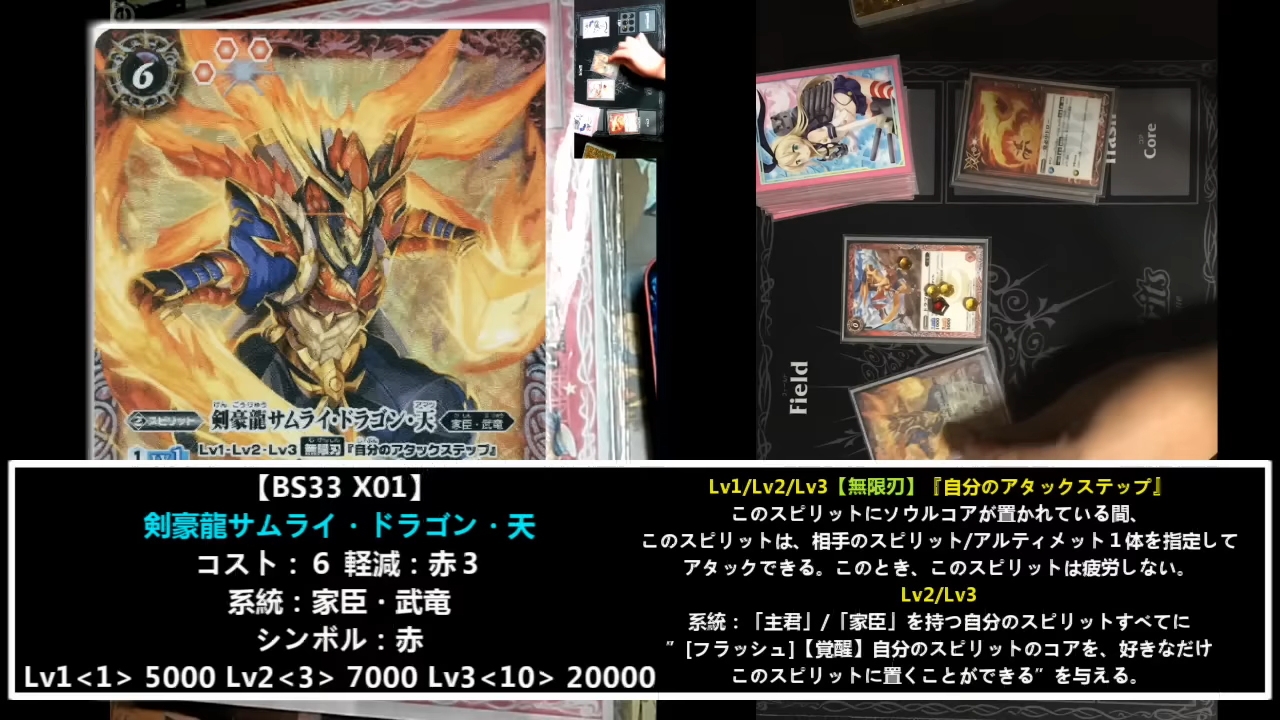 6
剣豪龍サムライ・ドラゴン・天
けんごうりゅう
アマツ
スピリット
家臣・武竜
Lv1・Lv2・Lv3 無限刃『自分のアタックステップ』
1 Lv1
Core
Field
【BS33 X01】
剣豪龍サムライ・ドラゴン・天
コスト：６ 軽減：赤３
系統：家臣・武竜
シンボル：赤
Lv1<1> 5000 Lv2<3> 7000 Lv3<10> 20000
Lv1/Lv2/Lv3【無限刃】『自分のアタックステップ』
このスピリットにソウルコアが置かれている間、
このスピリットは、相手のスピリット/アルティメット１体を指定して
アタックできる。このとき、このスピリットは疲労しない。
Lv2/Lv3
系統：「主君」/「家臣」を持つ自分のスピリットすべてに
”［フラッシュ］【覚醒】自分のスピリットのコアを、好きなだけ
このスピリットに置くことができる”を与える。